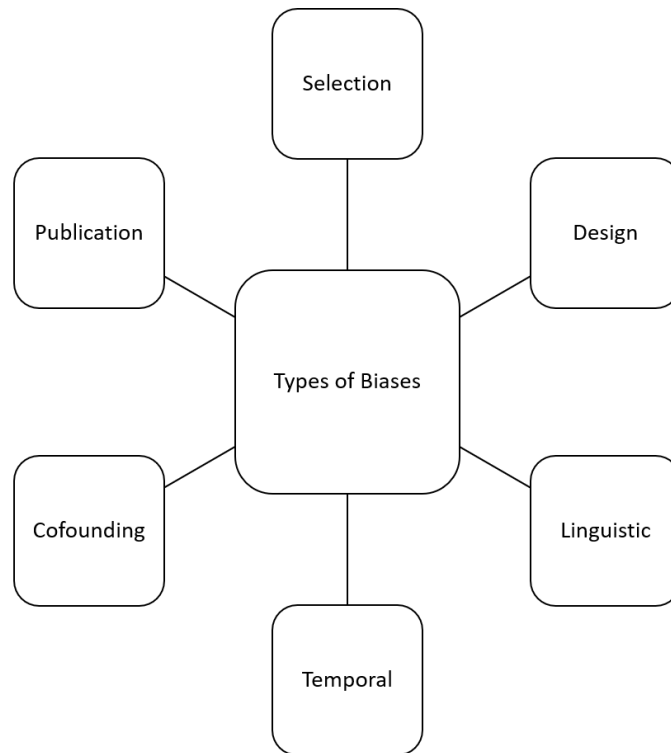 Selection
Publication
Design
Types of Biases
Cofounding
Linguistic
Temporal